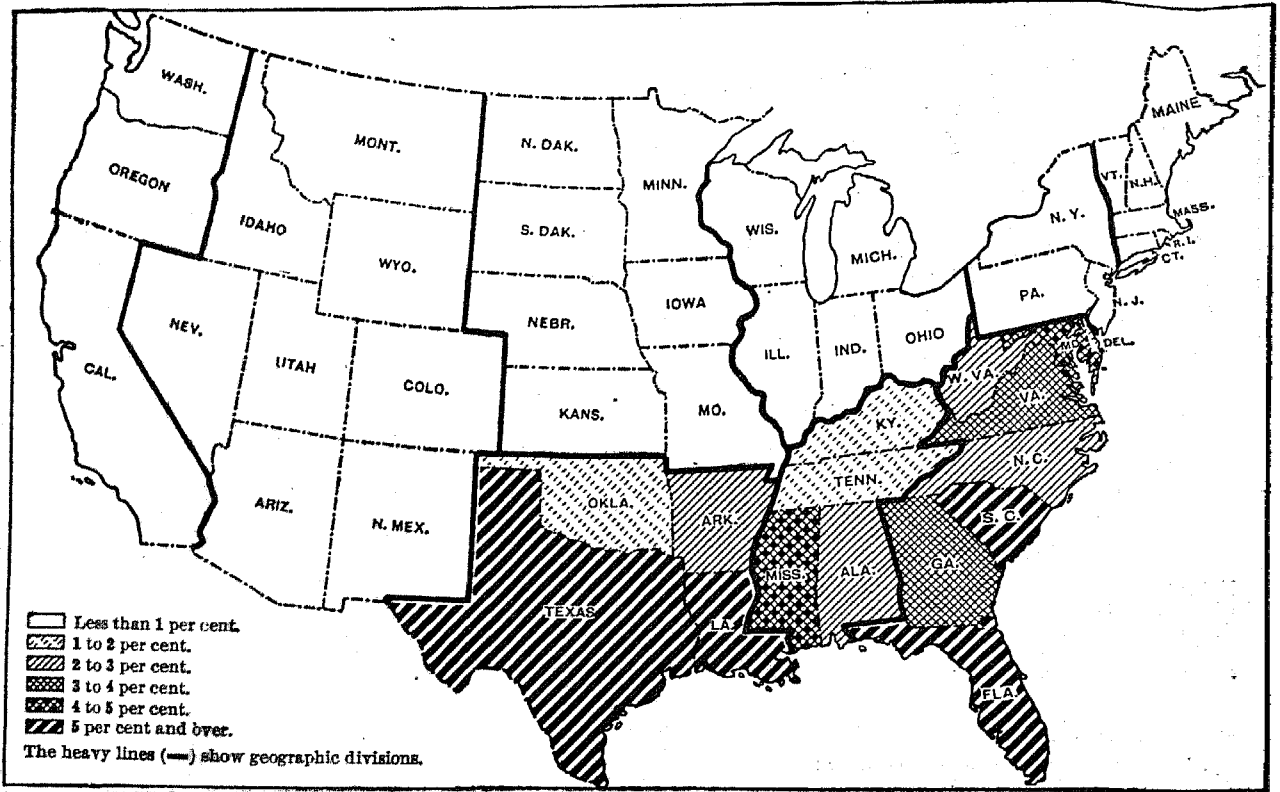 WASH.
MONT.
N. DAK.
MINN.
MAINE
OREGON
IDAHO
S. DAK.
WIS.
MICH.
N. Y.
VT.
N.H.
MASS.
R.I.
CT.
WYO.
NEBR.
IOWA
PA.
N. J.
NEV.
UTAH
COLO.
CAL.
KANS.
MO.
ILL.
IND.
OHIO
W. VA.
MD.
DEL.
VA.
KY.
TENN.
N. C.
ARIZ.
N. MEX.
OKLA.
ARK.
S. C.
MISS.
ALA.
GA.
TEXAS
LA.
FLA.
Less than 1 per cent.
1 to 2 per cent.
2 to 3 per cent.
3 to 4 per cent.
4 to 5 per cent.
5 per cent and over.
The heavy lines (▬) show geographic divisions.